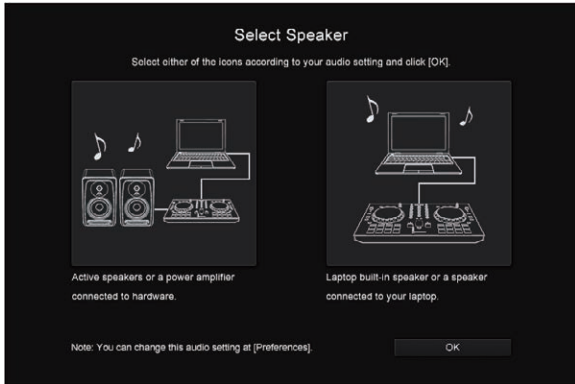 Select Speaker
Select either of the icons according to your audio setting and click [OK].
Active speakers or a power amplifier
connected to hardware.
Laptop built-in speaker or a speaker
connected to your laptop.
Note: You can change this audio setting at [Preferences].
OK